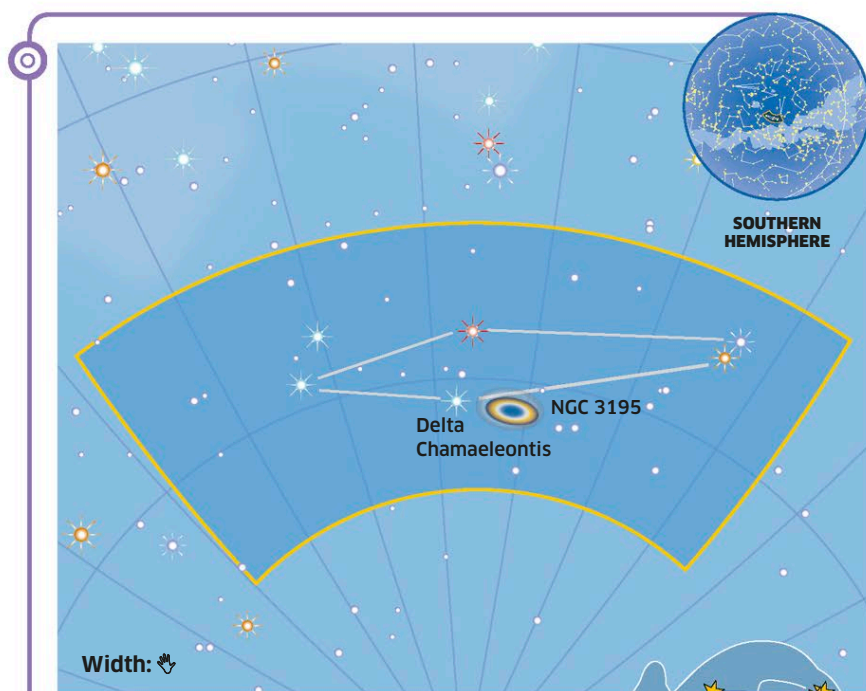 SOUTHERN
HEMISPHERE
NGC 3195
Delta
Chamaeleontis
Width: